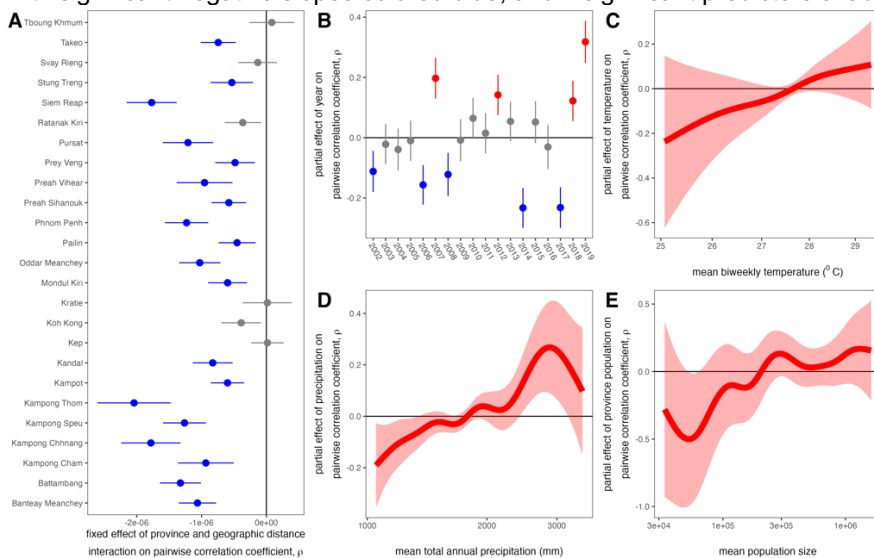 A
Tboung Khmum
Takeo
Svay Rieng
Stung Treng
Siem Reap
Ratanak Kiri
Pursat
Prey Veng
Preah Vihear
Preah Sihanouk
Phnom Penh
Pailin
Oddar Meanchey
Mondul Kiri
Kratie
Koh Kong
Kep
Kandal
Kampot
Kampong Thom
Kampong Speu
Kampong Chhnang
Kampong Cham
Battambang
Banteay Meanchey
-2e-06 -1e-06 0e+00
fixed effect of province and geographic distance
interaction on pairwise correlation coefficient, ρ
B
partial effect of year on
pairwise correlation coefficient, ρ
0.4
0.2
0.0
-0.2
2002 2003 2004 2005 2006 2007 2008 2009 2010 2011 2012 2013 2014 2015 2016 2017 2018 2019
C
partial effect of temperature on
pairwise correlation coefficient, ρ
0.2
0.0
-0.2
-0.4
-0.6
25 26 27 28 29
mean biweekly temperature (⁰ C)
D
partial effect of precipitation on
pairwise correlation coefficient, ρ
0.4
0.2
0.0
-0.2
1000 2000 3000
mean total annual precipitation (mm)
E
partial effect of province population on
pairwise correlation coefficient, ρ
0.5
0.0
-0.5
-1.0
3e+04 1e+05 3e+05 1e+06
mean population size